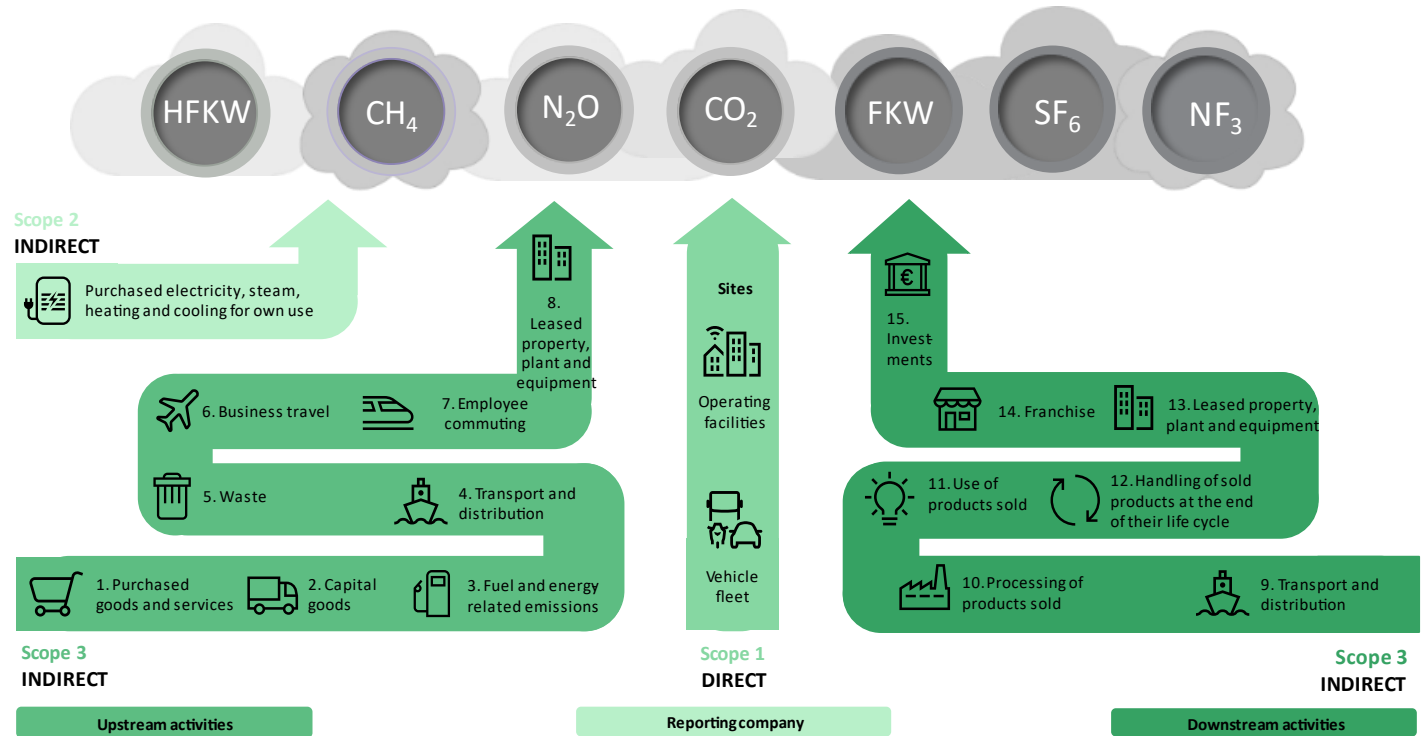 HFKW
CH₄
N₂O
CO₂
FKW
SF₆
NF₃
Scope 2
INDIRECT
Purchased electricity, steam,
heating and cooling for own use
8.
Leased
property,
plant and
equipment
6. Business travel
7. Employee
commuting
5. Waste
4. Transport and
distribution
1. Purchased
goods and services
2. Capital
goods
3. Fuel and energy
related emissions
Scope 3
INDIRECT
Upstream activities
Sites
Operating
facilities
Vehicle
fleet
Scope 1
DIRECT
Reporting company
€
15.
Invest-
ments
14. Franchise
13. Leased property,
plant and equipment
11. Use of
products sold
12. Handling of sold
products at the end
of their life cycle
10. Processing of
products sold
9. Transport and
distribution
Scope 3
INDIRECT
Downstream activities